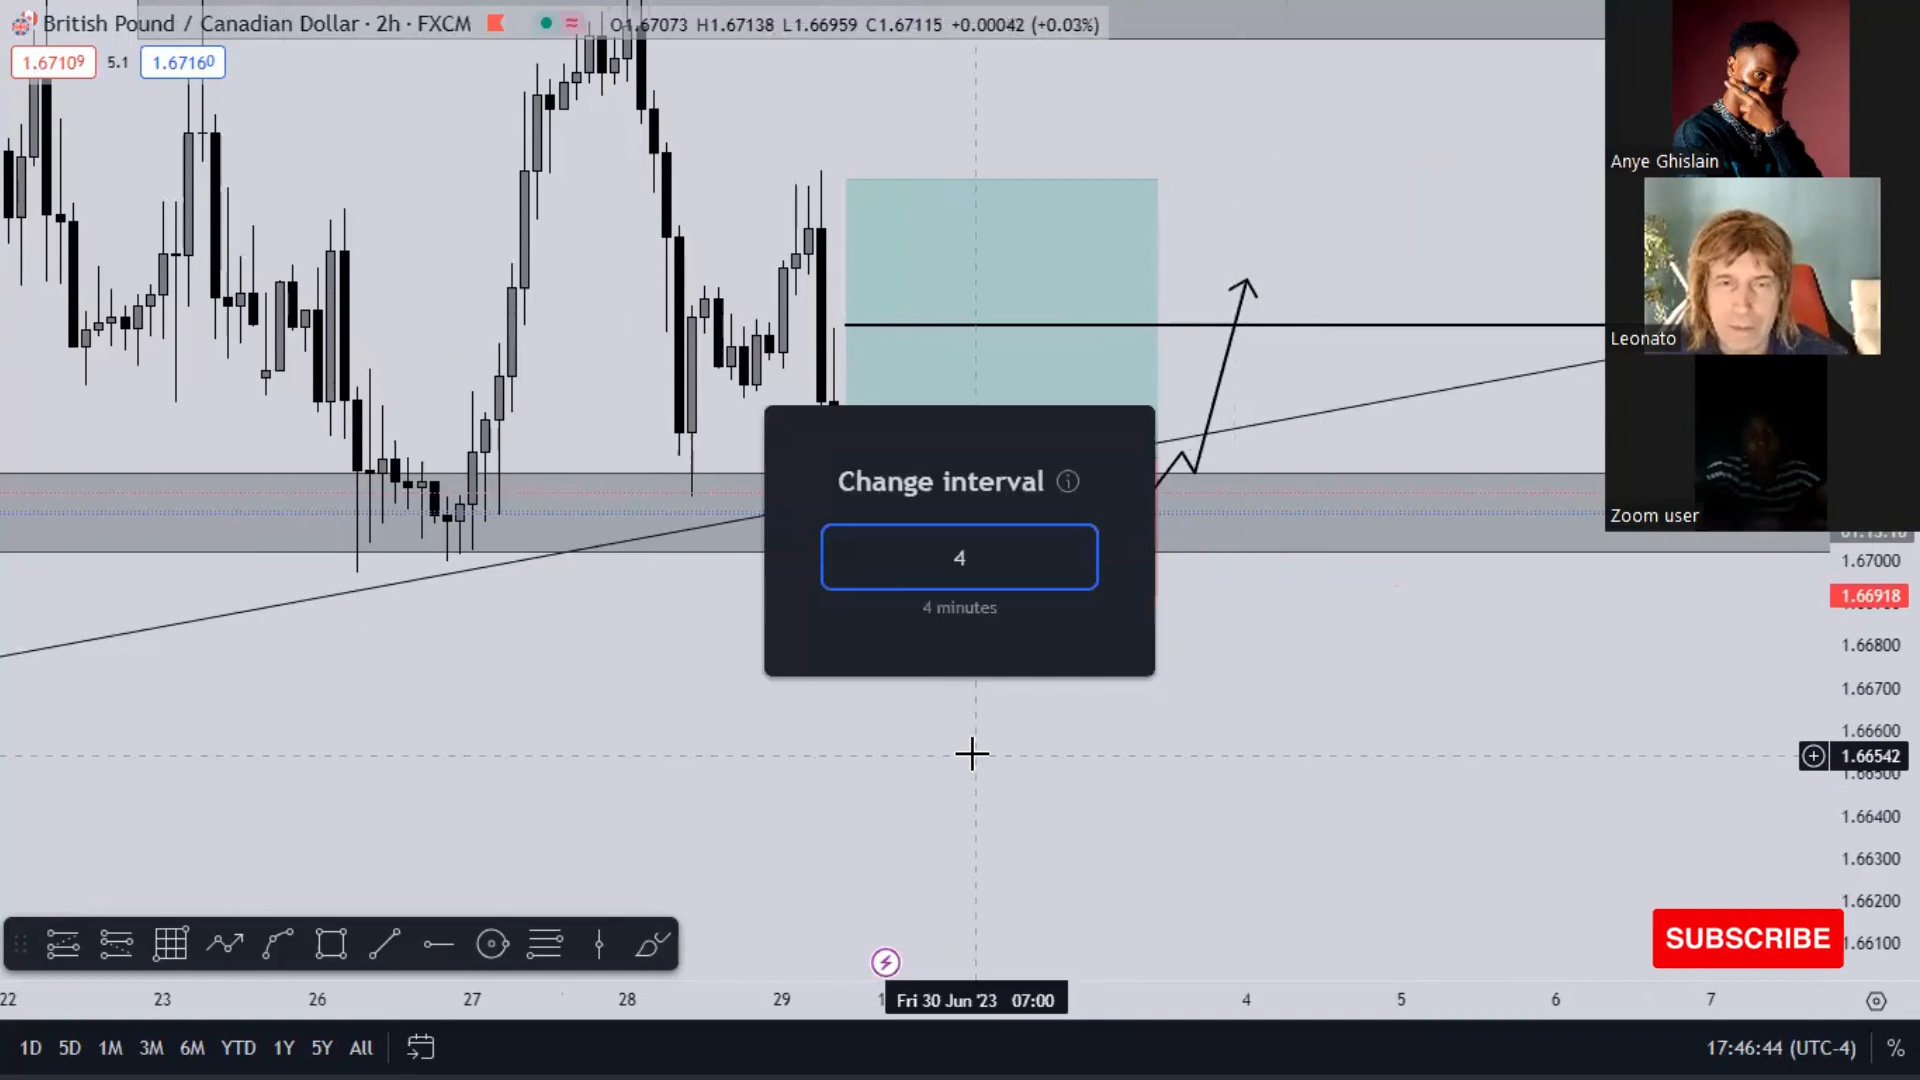 British Pound / Canadian Dollar · 2h · FXCM
O1.67073 H1.67138 L1.66959 C1.67115 +0.00042 (+0.03%)
1.67109 5.1 1.67160
Anye Ghislain
Leonato
Zoom user
Change interval
4
4 minutes
1.67000
1.66918
1.66800
1.66700
1.66600
1.66542
1.66500
1.66400
1.66300
1.66200
1.66100
SUBSCRIBE
22 23 26 27 28 29 Fri 30 Jun '23 07:00 4 5 6 7
1D 5D 1M 3M 6M YTD 1Y 5Y All
17:46:44 (UTC-4) %